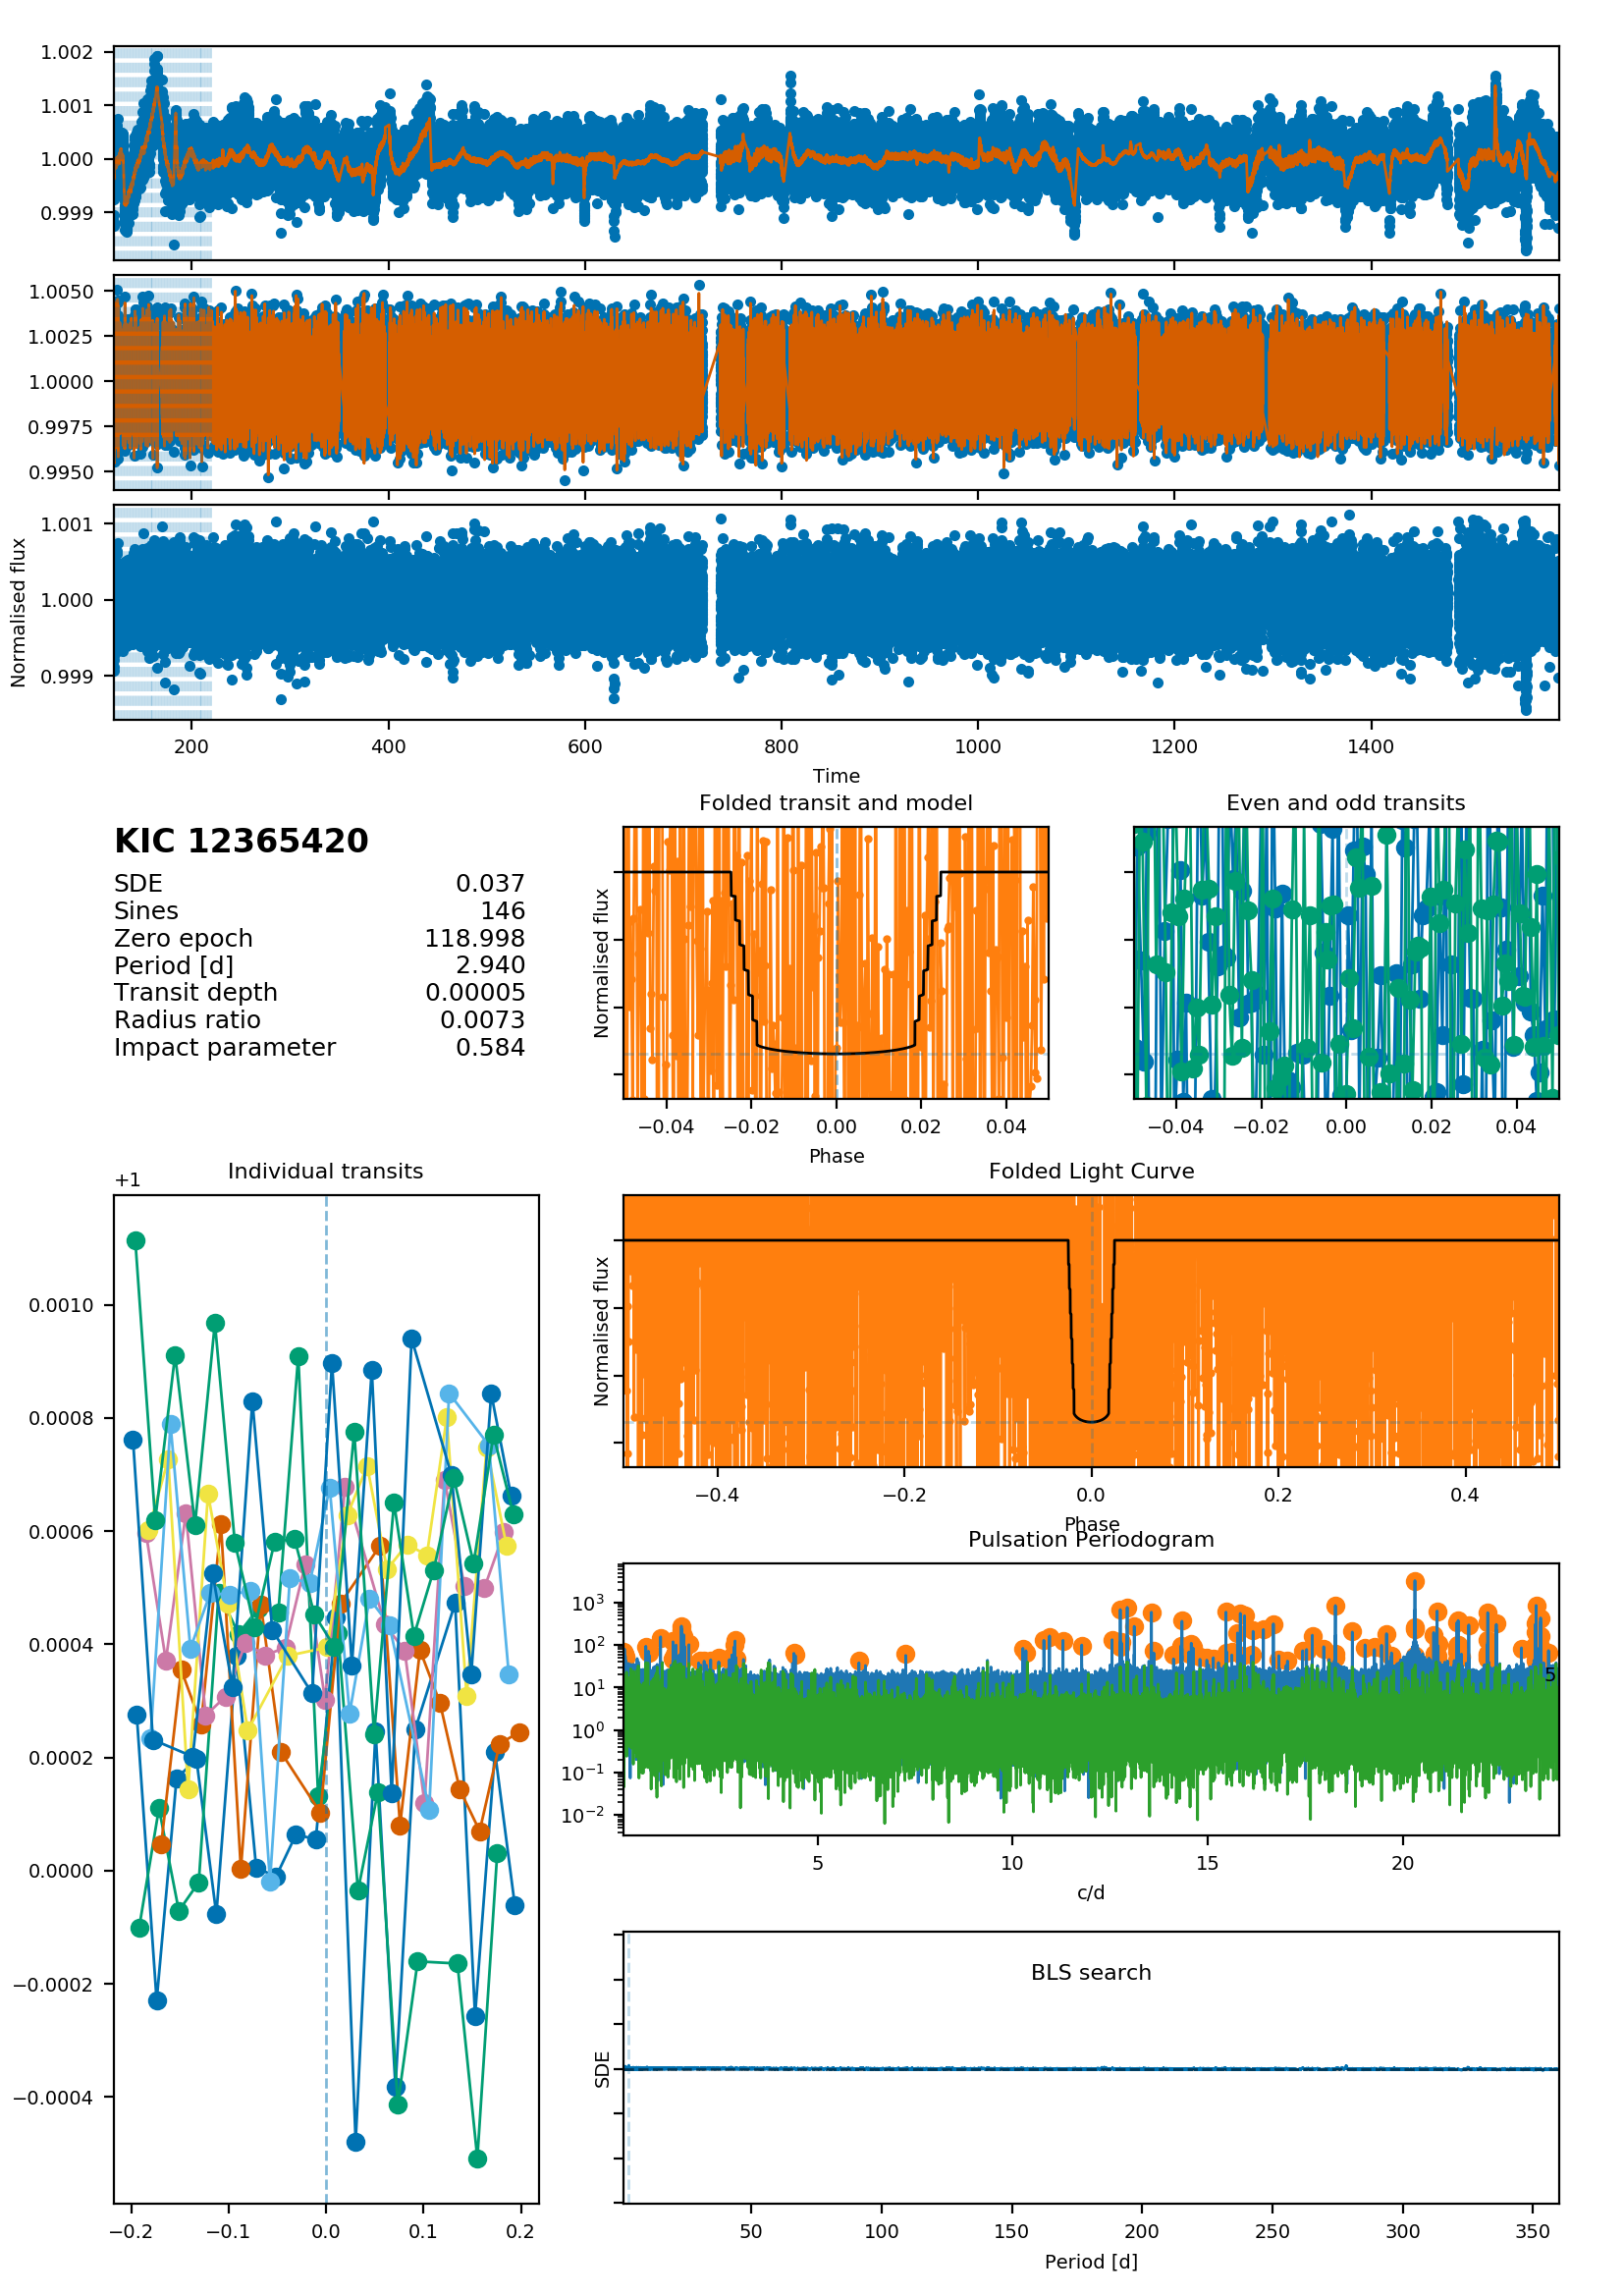 1.002
1.001
1.000
0.999
1.0050
1.0025
1.0000
0.9975
0.9950
1.001
1.000
0.999
Normalised flux
200 400 600 800 1000 1200 1400
Time
KIC 12365420
SDE 0.037
Sines 146
Zero epoch 118.998
Period [d] 2.940
Transit depth 0.00005
Radius ratio 0.0073
Impact parameter 0.584
Folded transit and model
Normalised flux
−0.04 −0.02 0.00 0.02 0.04
Phase
Even and odd transits
−0.04 −0.02 0.00 0.02 0.04
Individual transits
+1
0.0010
0.0008
0.0006
0.0004
0.0002
0.0000
−0.0002
−0.0004
−0.2 −0.1 0.0 0.1 0.2
Folded Light Curve
Normalised flux
−0.4 −0.2 0.0 0.2 0.4
Phase
Pulsation Periodogram
10³
10²
10¹
10⁰
10⁻¹
10⁻²
5
5 10 15 20
c/d
BLS search
SDE
50 100 150 200 250 300 350
Period [d]